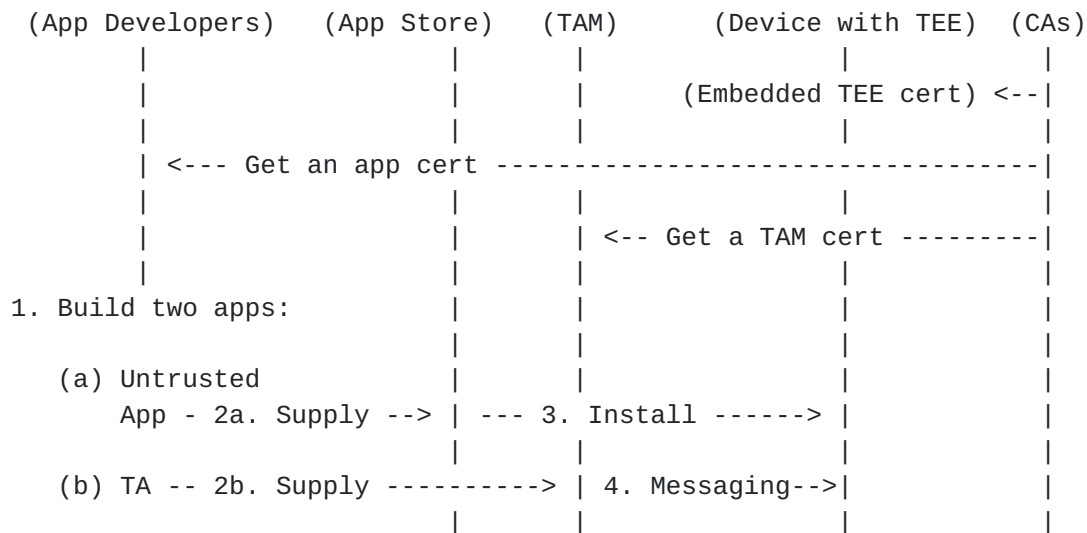 (App Developers)   (App Store)   (TAM)      (Device with TEE)  (CAs)
        |                   |       |                |            |
        |                   |       |      (Embedded TEE cert) <--|
        |                   |       |                |            |
        | <--- Get an app cert -----------------------------------|
        |                   |       |                |            |
        |                   |       | <-- Get a TAM cert ---------|
        |                   |       |                |            |
1. Build two apps:          |       |                |            |
                            |       |                |            |
   (a) Untrusted            |       |                |            |
       App - 2a. Supply --> | --- 3. Install ------> |            |
                            |       |                |            |
   (b) TA -- 2b. Supply ----------> | 4. Messaging-->|            |
                            |       |                |            |